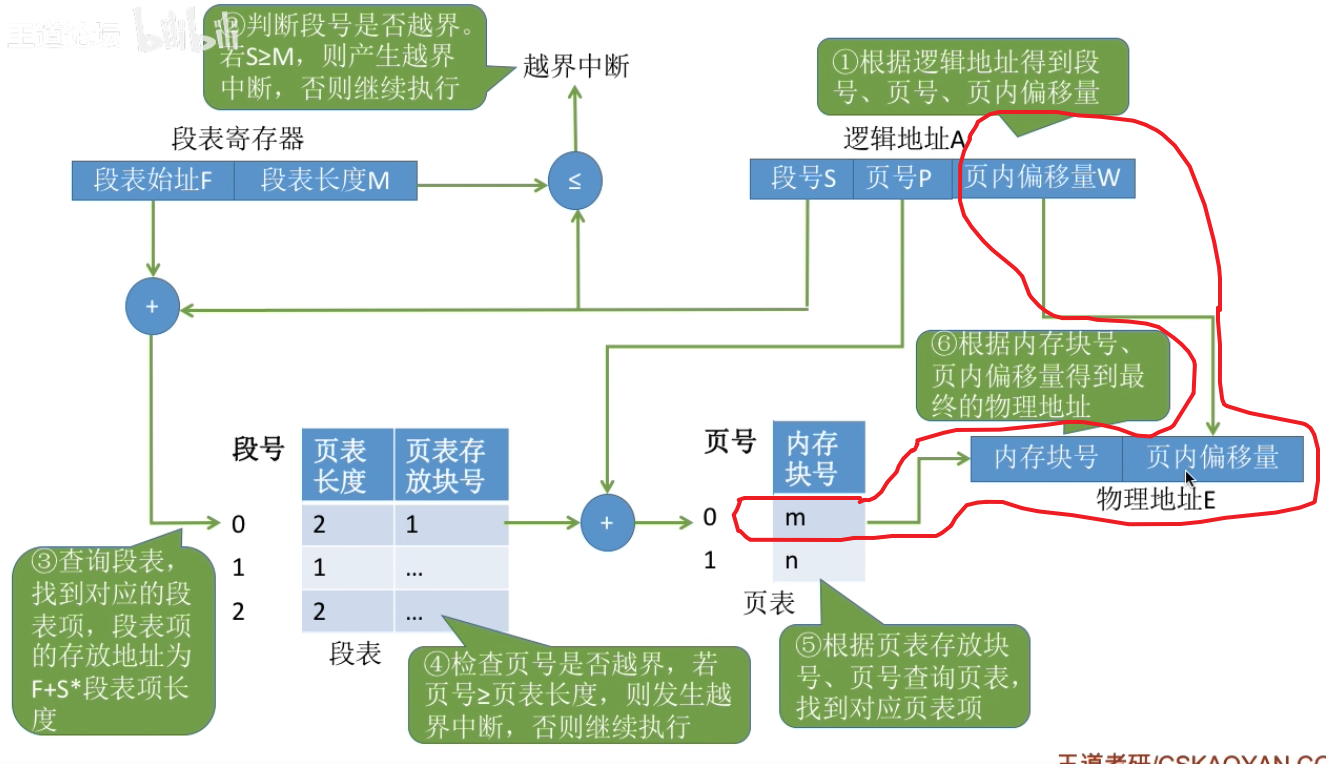 王道论坛 bilibili
②判断段号是否越界。
若S≥M，则产生越界
中断，否则继续执行
越界中断
①根据逻辑地址得到段
号、页号、页内偏移量
段表寄存器
逻辑地址A
段表始址F 段表长度M
≤
段号S 页号P 页内偏移量W
+
⑥根据内存块号、
页内偏移量得到最
终的物理地址
段号 页表长度 页表存放块号
0 2 1
1 1 ...
2 2 ...
段表
+
页号 内存块号
0 m
1 n
页表
内存块号 页内偏移量
物理地址E
③查询段表，
找到对应的段
表项，段表项
的存放地址为
F+S*段表项长
度
④检查页号是否越界，若
页号≥页表长度，则发生越
界中断，否则继续执行
⑤根据页表存放块
号、页号查询页表，
找到对应页表项
王道考研/CSKAOYAN.CO